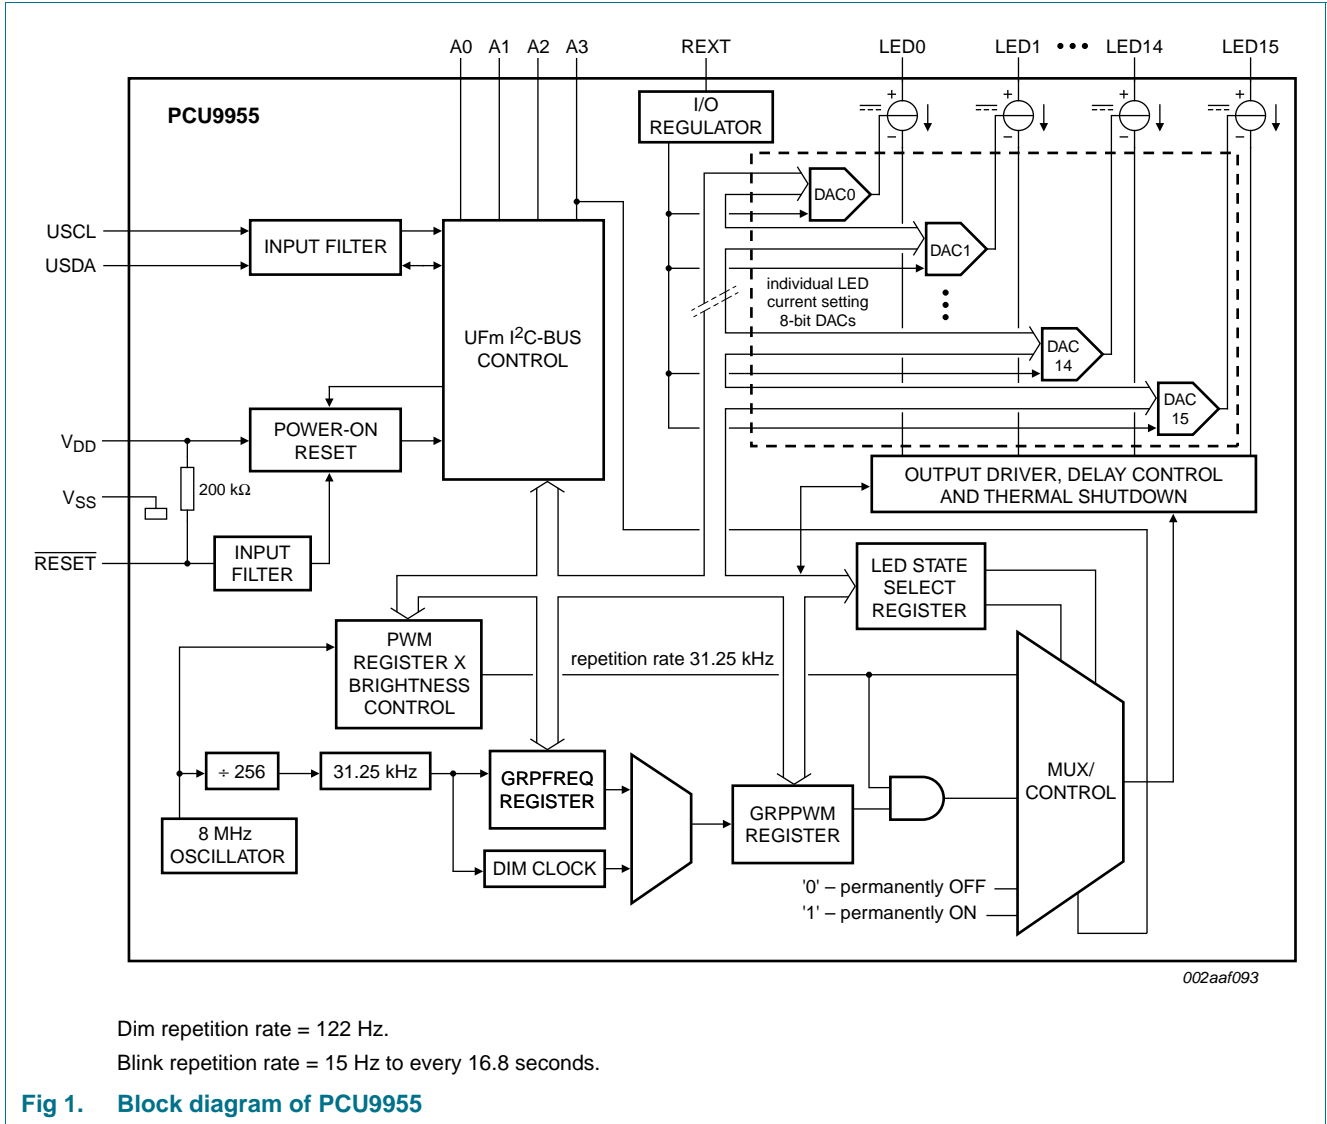 A0 A1 A2 A3 REXT LED0 LED1 ••• LED14 LED15
PCU9955
I/O
REGULATOR
+ + + +
− − − −
DAC0
USCL
USDA
INPUT FILTER
DAC1
individual LED
current setting
8-bit DACs
UFm I²C-BUS
CONTROL
DAC
14
DAC
15
VDD
POWER-ON
RESET
200 kΩ
VSS
OUTPUT DRIVER, DELAY CONTROL
AND THERMAL SHUTDOWN
RESET
INPUT
FILTER
LED STATE
SELECT
REGISTER
PWM
REGISTER X
BRIGHTNESS
CONTROL
repetition rate 31.25 kHz
÷ 256
31.25 kHz
GRPFREQ
REGISTER
MUX/
CONTROL
8 MHz
OSCILLATOR
DIM CLOCK
GRPPWM
REGISTER
'0' – permanently OFF
'1' – permanently ON
002aaf093
Dim repetition rate = 122 Hz.
Blink repetition rate = 15 Hz to every 16.8 seconds.
Fig 1. Block diagram of PCU9955